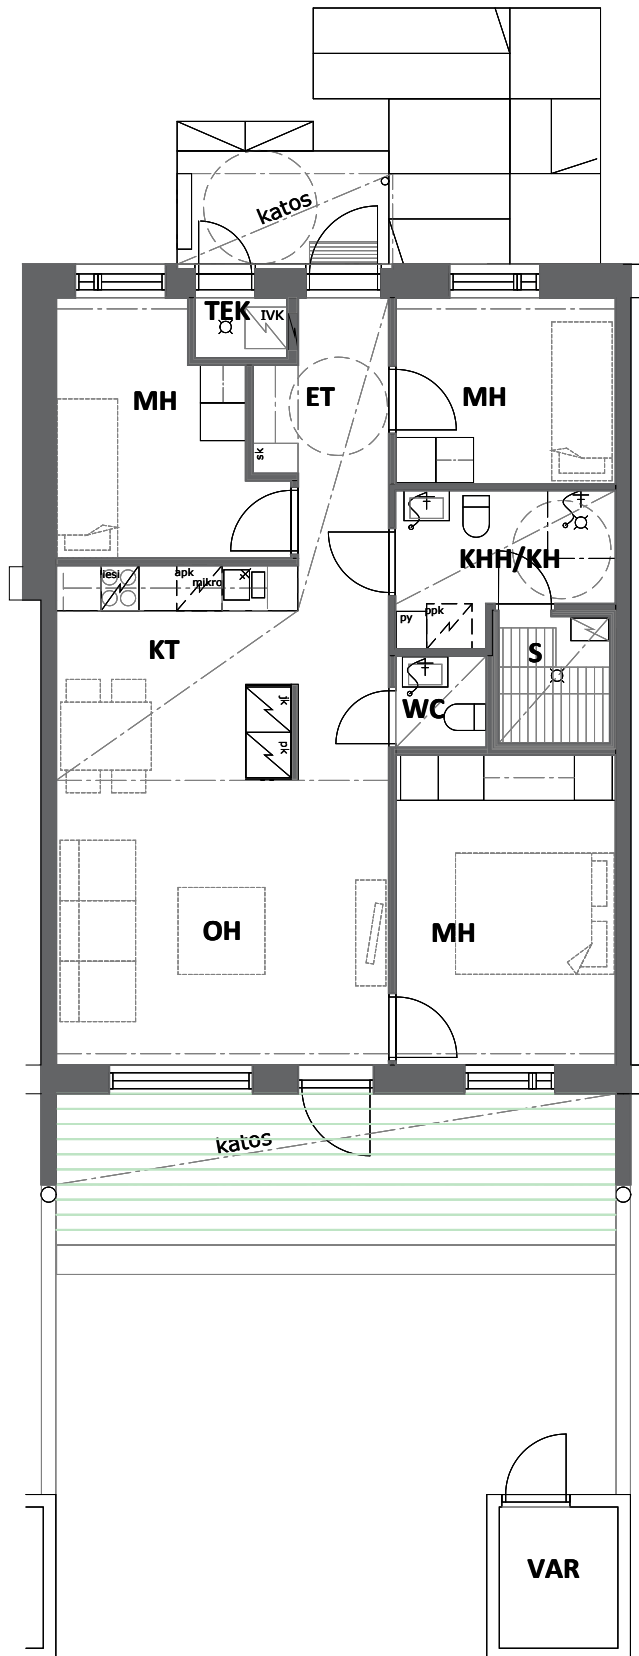 katos
TEK
IVK
MH
ET
MH
sk
liesi
apk
mikro
KHH/KH
py
ppk
KT
S
jk
WC
pk
OH
MH
katos
VAR